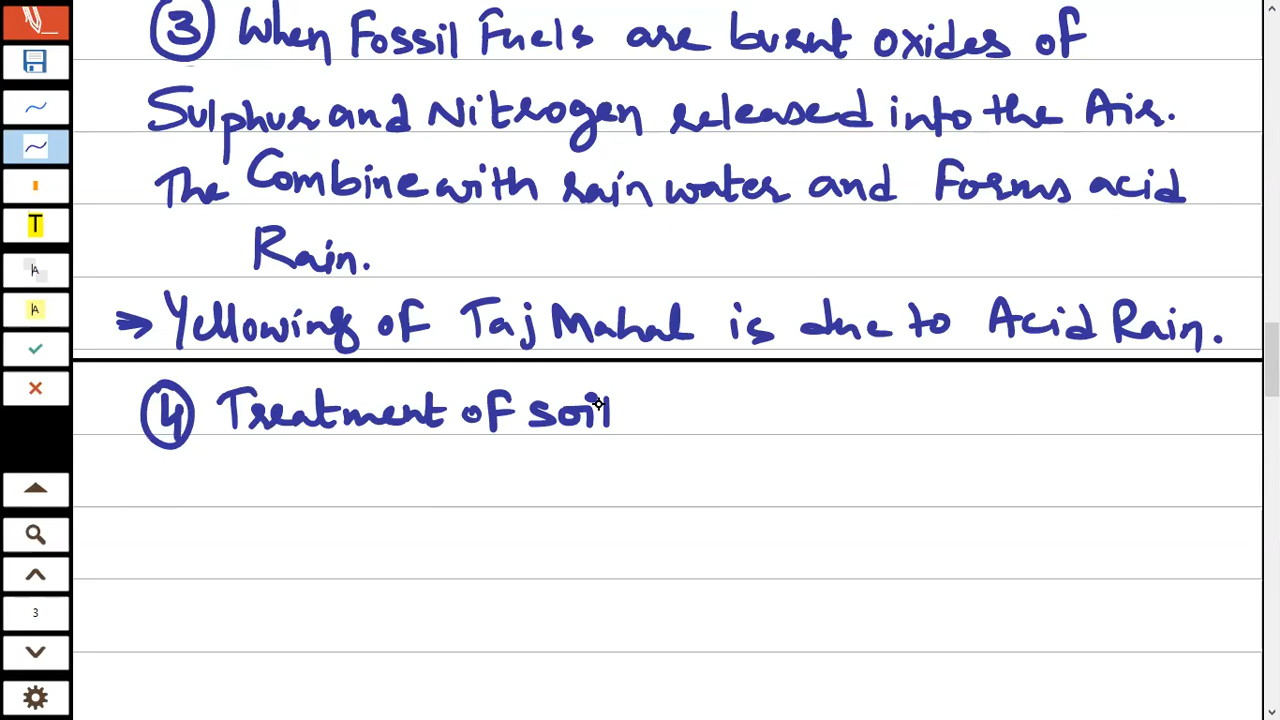 ③ When Fossil Fuels are burnt oxides of
Sulphur and Nitrogen released into the Air.
The Combine with rain water and Forms acid
Rain.
⇒ Yellowing of Taj Mahal is due to Acid Rain.
④ Treatment of soil
T
A
A
3